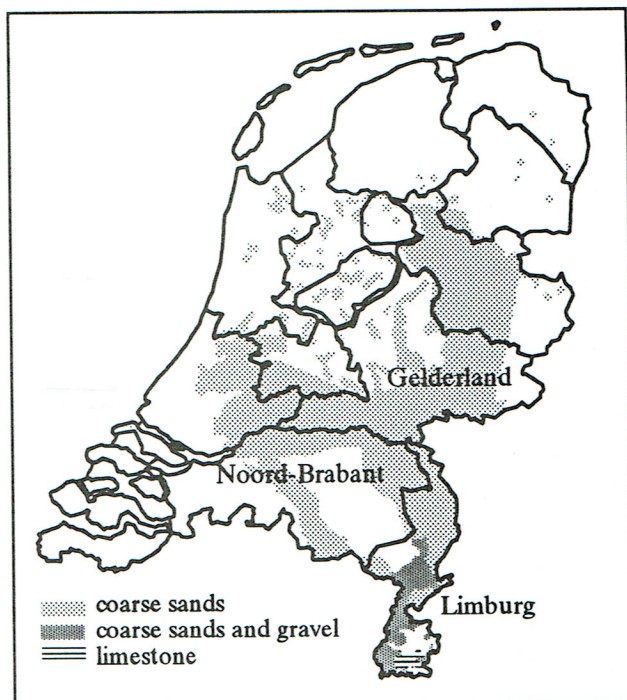 Gelderland
Noord-Brabant
Limburg
coarse sands
coarse sands and gravel
limestone